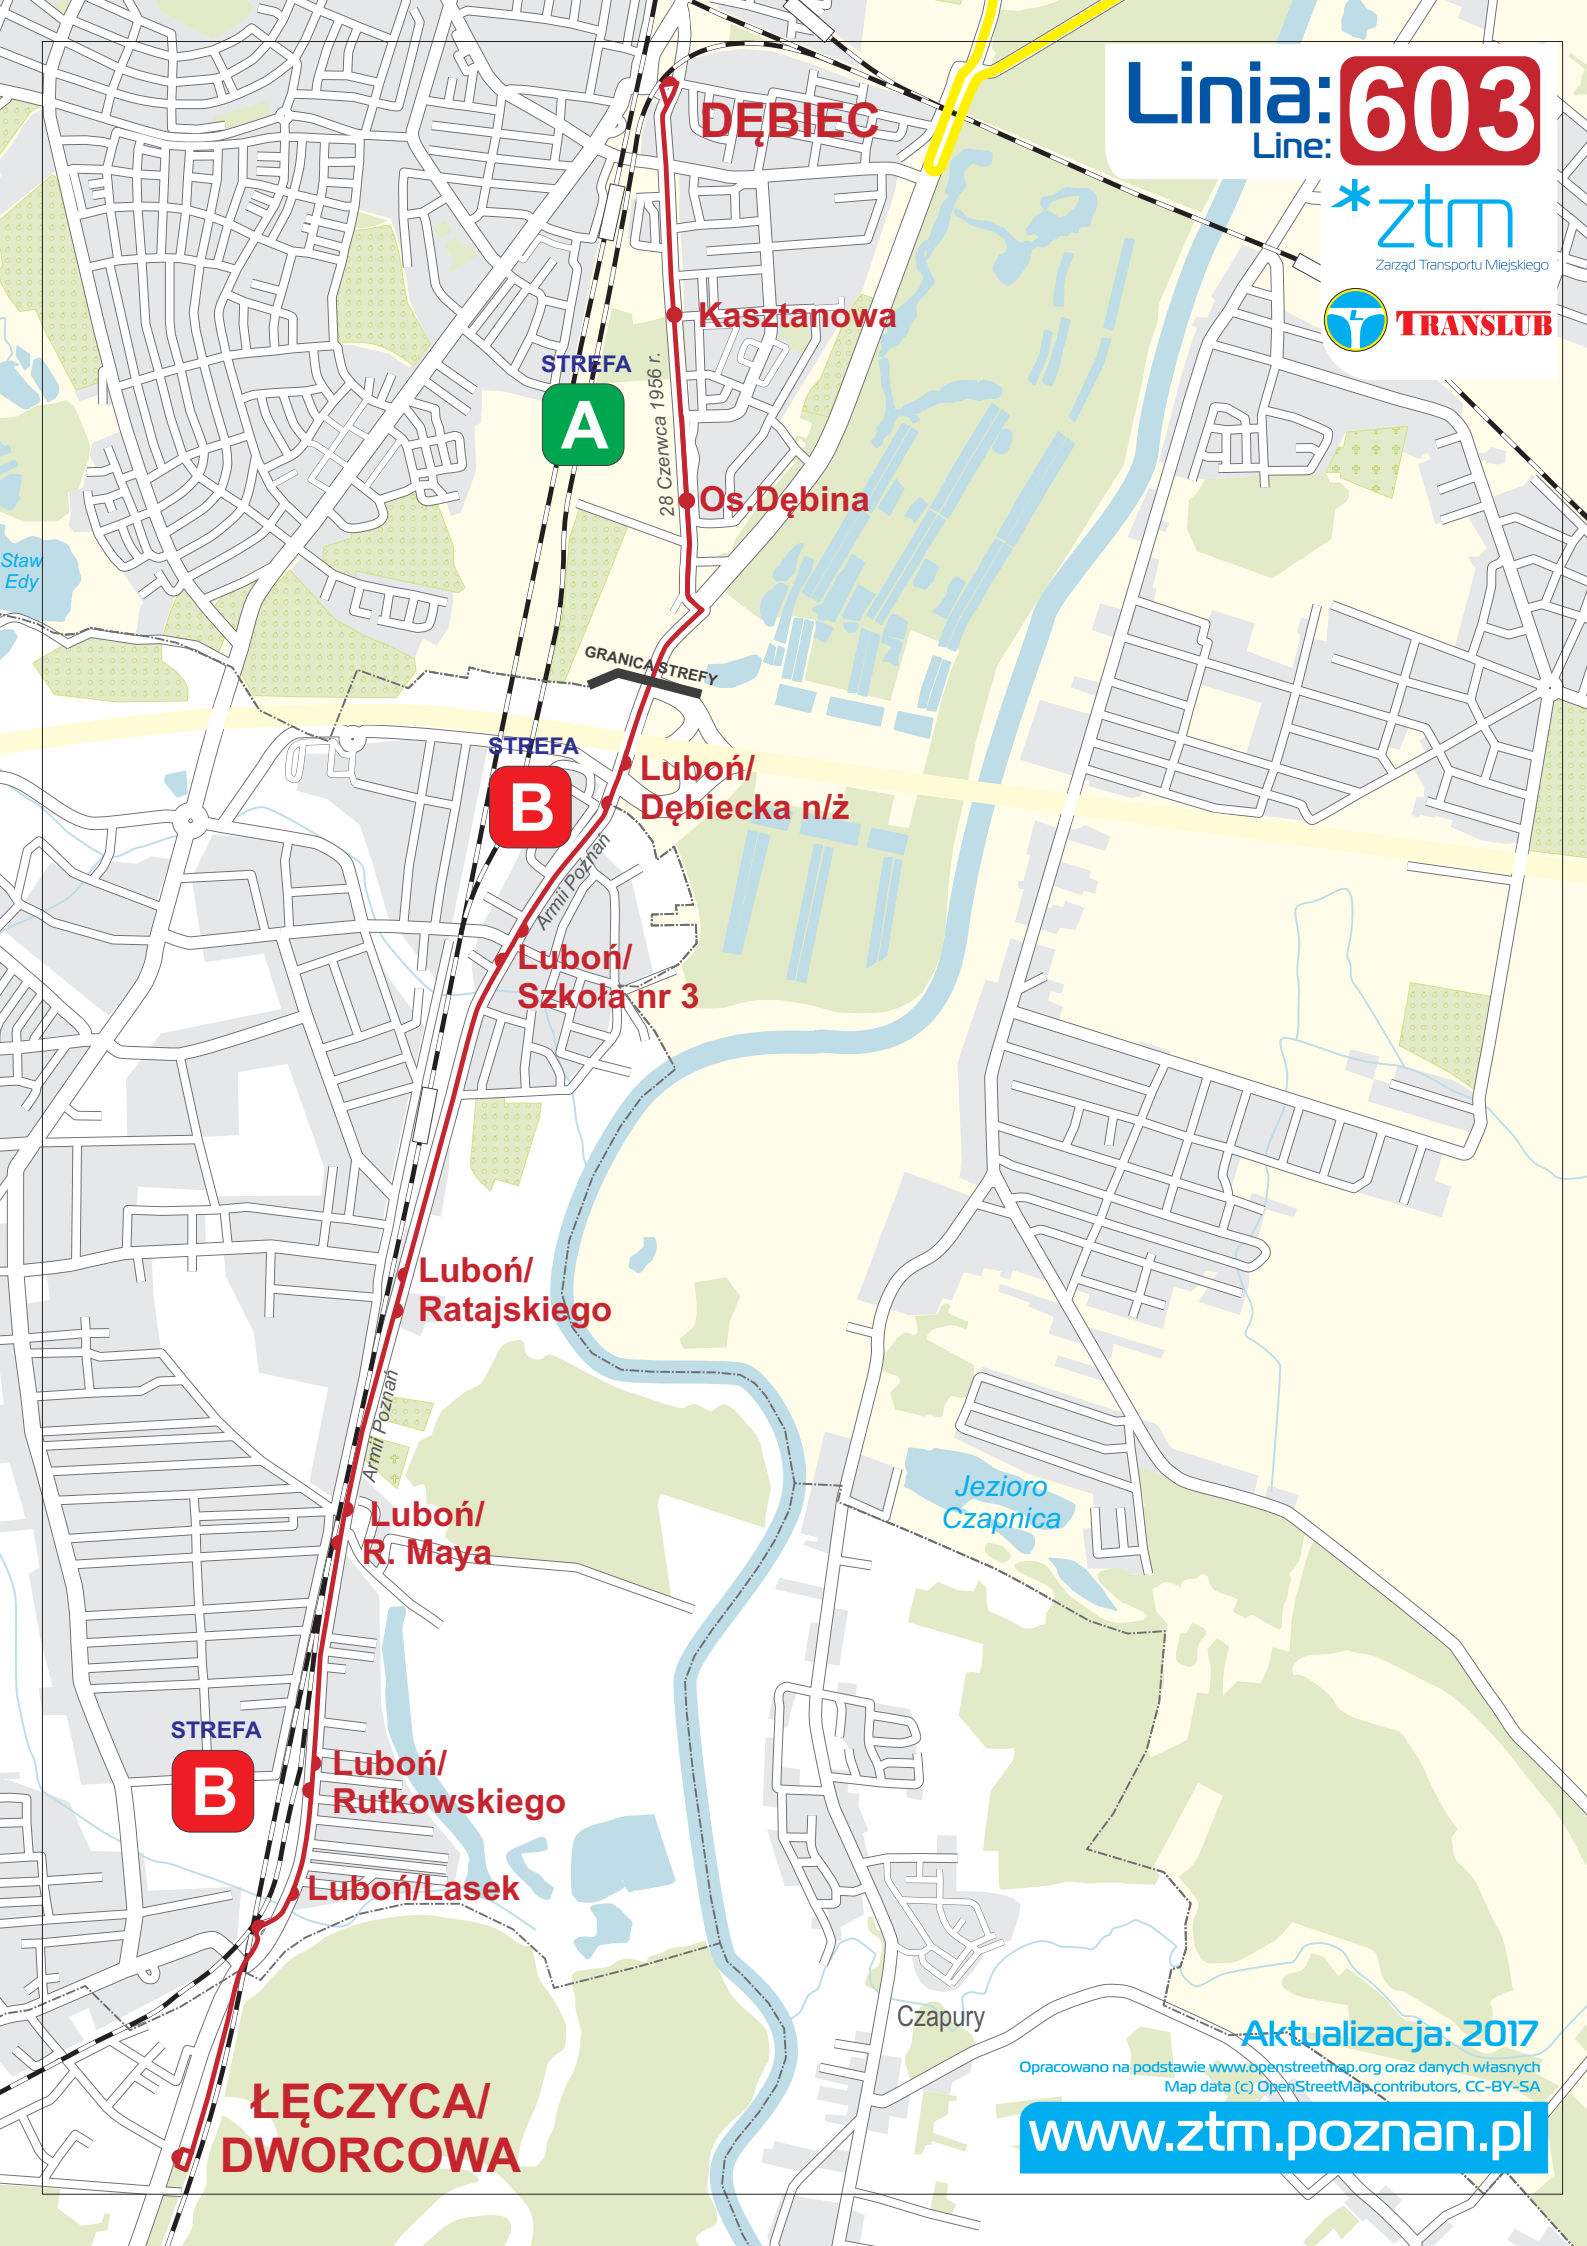 Linia:
Line:
603
ztm
Zarząd Transportu Miejskiego
L
TRANSLUB
DĘBIEC
Kasztanowa
STREFA
A
28 Czerwca 1956 r.
Os.Dębina
Staw
Edy
GRANICA STREFY
STREFA
B
Luboń/
Dębiecka n/ż
Armii Poznań
Luboń/
Szkoła nr 3
Luboń/
Ratajskiego
Armii Poznań
Jezioro
Czapnica
Luboń/
R. Maya
STREFA
B
Luboń/
Rutkowskiego
Luboń/Lasek
Czapury
ŁĘCZYCA/
DWORCOWA
Aktualizacja: 2017
Opracowano na podstawie www.openstreetmap.org oraz danych własnych
Map data (c) OpenStreetMap contributors, CC-BY-SA
www.ztm.poznan.pl